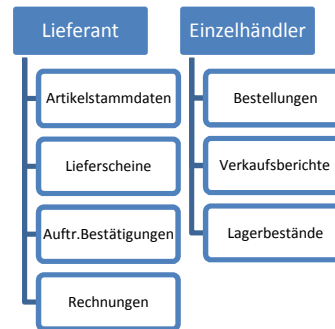 Lieferant
Artikelstammdaten
Lieferscheine
Auftr.Bestätigungen
Rechnungen
Einzelhändler
Bestellungen
Verkaufsberichte
Lagerbestände